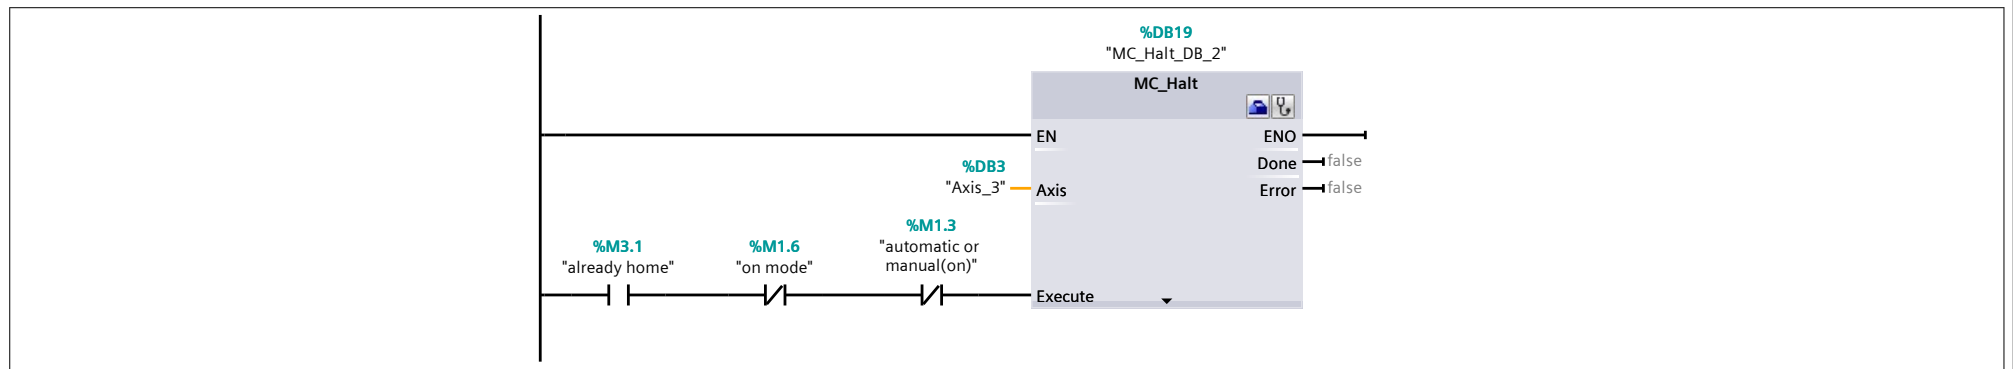 %DB19
"MC_Halt_DB_2"
MC_Halt
EN
ENO
%DB3
Done
false
"Axis_3"
Axis
Error
false
%M3.1
%M1.6
%M1.3
"already home"
"on mode"
"automatic or
manual(on)"
Execute